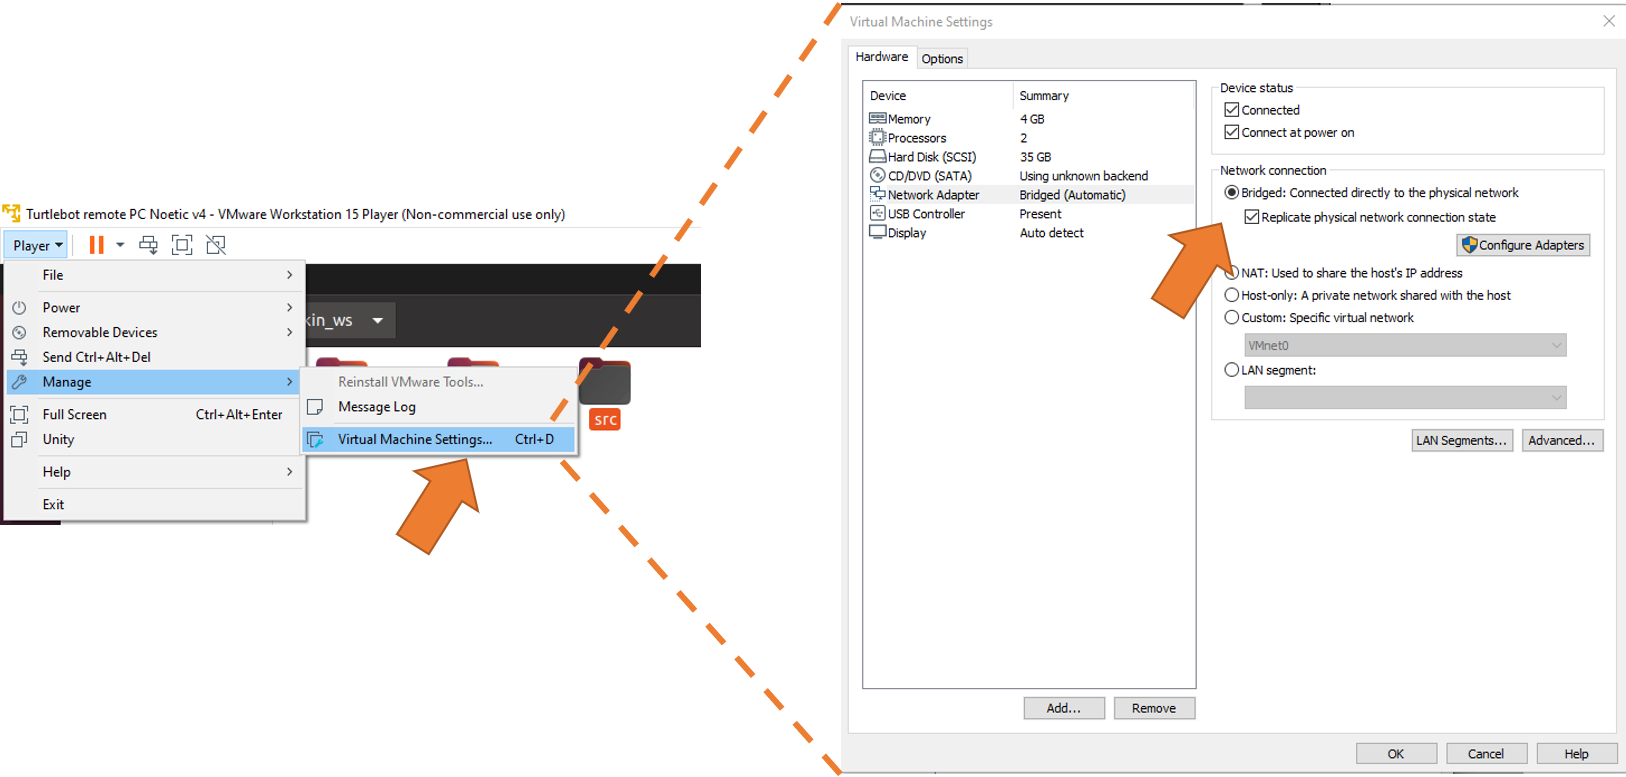 Turtlebot remote PC Noetic v4 - VMware Workstation 15 Player (Non-commercial use only)
Player
File
Power
Removable Devices
Send Ctrl+Alt+Del
Manage
Full Screen Ctrl+Alt+Enter
Unity
Help
Exit
kin_ws
Reinstall VMware Tools...
Message Log
Virtual Machine Settings... Ctrl+D
src
Virtual Machine Settings
Hardware Options
Device Summary
Memory 4 GB
Processors 2
Hard Disk (SCSI) 35 GB
CD/DVD (SATA) Using unknown backend
Network Adapter Bridged (Automatic)
USB Controller Present
Display Auto detect
Add... Remove
Device status
Connected
Connect at power on
Network connection
Bridged: Connected directly to the physical network
Replicate physical network connection state
Configure Adapters
NAT: Used to share the host's IP address
Host-only: A private network shared with the host
Custom: Specific virtual network
VMnet0
LAN segment:
LAN Segments... Advanced...
OK Cancel Help